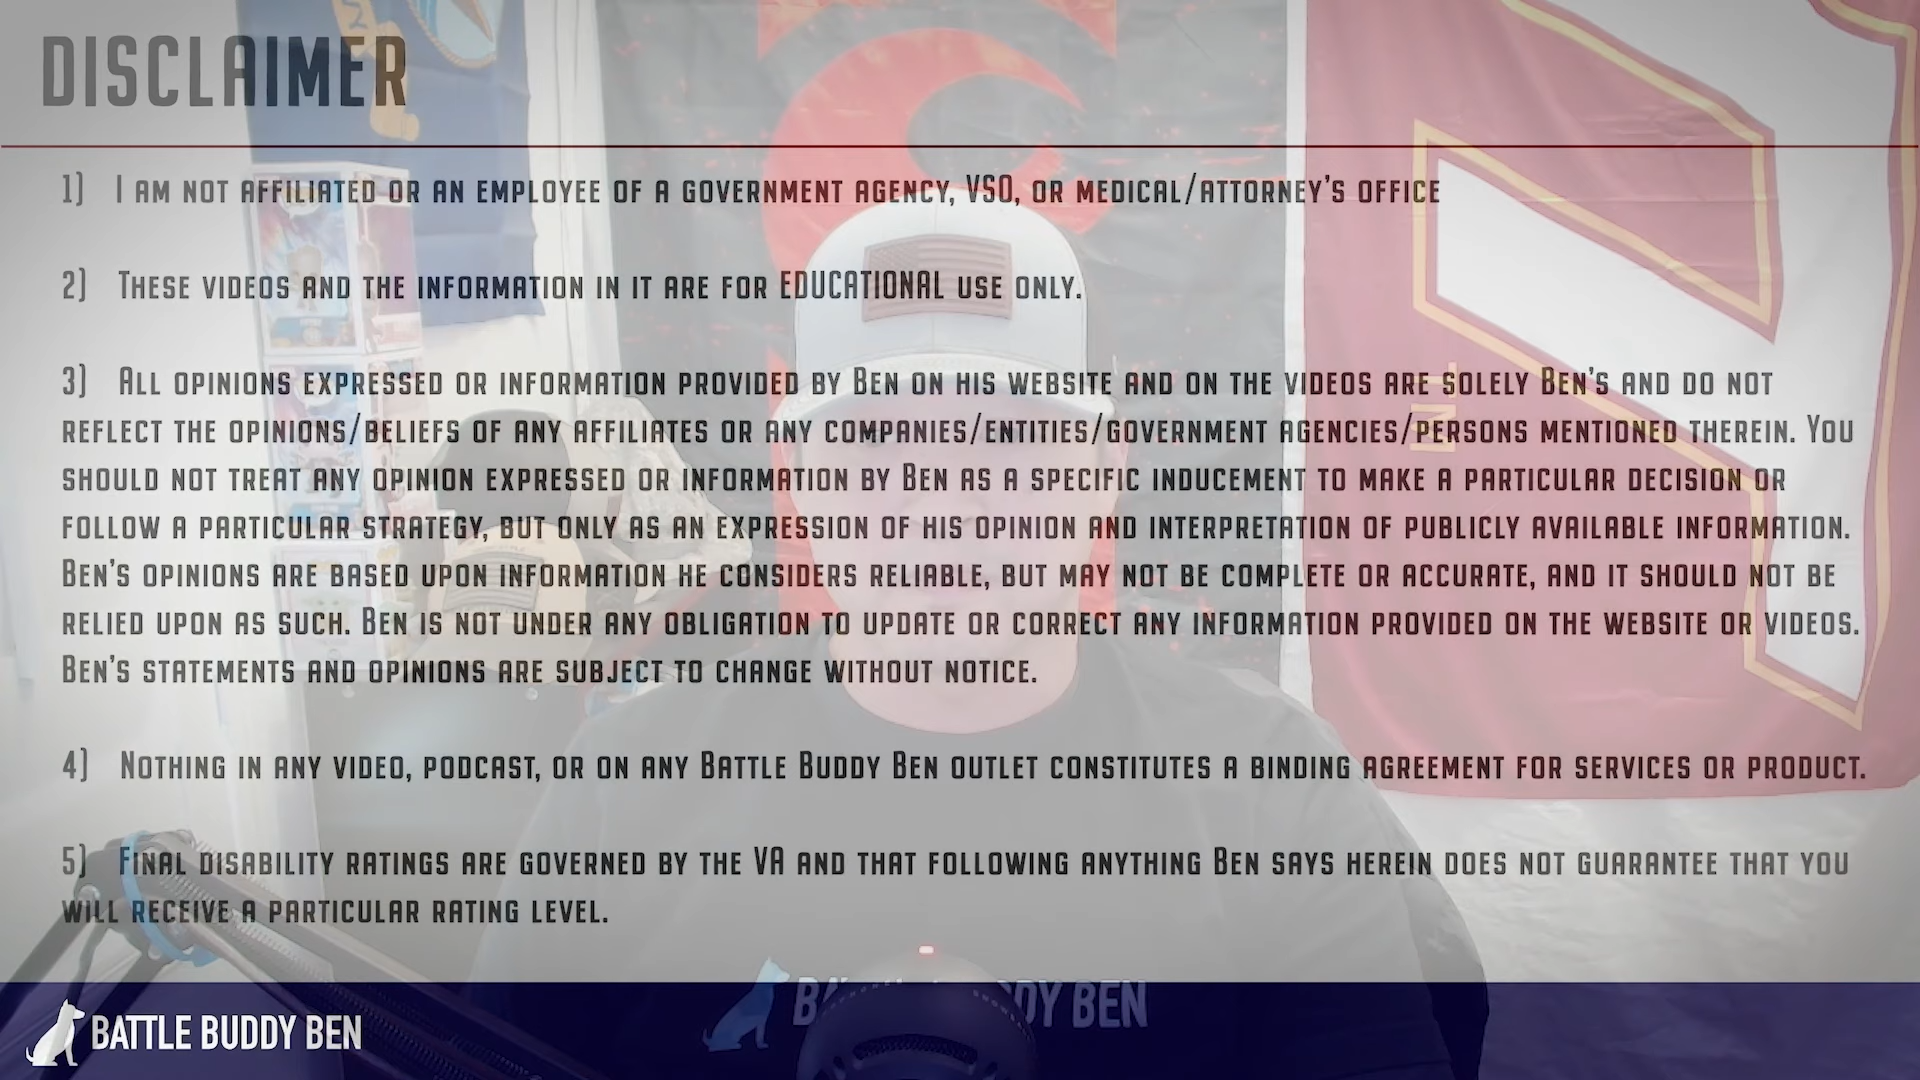 DISCLAIMER
1) I AM NOT AFFILIATED OR AN EMPLOYEE OF A GOVERNMENT AGENCY, VSO, OR MEDICAL/ATTORNEY'S OFFICE
2) THESE VIDEOS AND THE INFORMATION IN IT ARE FOR EDUCATIONAL USE ONLY.
3) ALL OPINIONS EXPRESSED OR INFORMATION PROVIDED BY BEN ON HIS WEBSITE AND ON THE VIDEOS ARE SOLELY BEN'S AND DO NOT
REFLECT THE OPINIONS/BELIEFS OF ANY AFFILIATES OR ANY COMPANIES/ENTITIES/GOVERNMENT AGENCIES/PERSONS MENTIONED THEREIN. YOU
SHOULD NOT TREAT ANY OPINION EXPRESSED OR INFORMATION BY BEN AS A SPECIFIC INDUCEMENT TO MAKE A PARTICULAR DECISION OR
FOLLOW A PARTICULAR STRATEGY, BUT ONLY AS AN EXPRESSION OF HIS OPINION AND INTERPRETATION OF PUBLICLY AVAILABLE INFORMATION.
BEN'S OPINIONS ARE BASED UPON INFORMATION HE CONSIDERS RELIABLE, BUT MAY NOT BE COMPLETE OR ACCURATE, AND IT SHOULD NOT BE
RELIED UPON AS SUCH. BEN IS NOT UNDER ANY OBLIGATION TO UPDATE OR CORRECT ANY INFORMATION PROVIDED ON THE WEBSITE OR VIDEOS.
BEN'S STATEMENTS AND OPINIONS ARE SUBJECT TO CHANGE WITHOUT NOTICE.
4) NOTHING IN ANY VIDEO, PODCAST, OR ON ANY BATTLE BUDDY BEN OUTLET CONSTITUTES A BINDING AGREEMENT FOR SERVICES OR PRODUCT.
5) FINAL DISABILITY RATINGS ARE GOVERNED BY THE VA AND THAT FOLLOWING ANYTHING BEN SAYS HEREIN DOES NOT GUARANTEE THAT YOU
WILL RECEIVE A PARTICULAR RATING LEVEL.
BEN
BATTLE BUDDY BEN